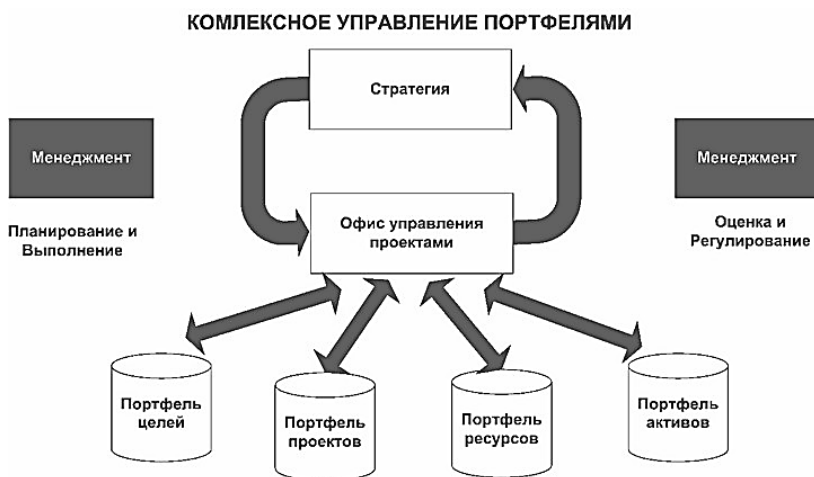 КОМЛЕКСНОЕ УПРАВЛЕНИЕ ПОРТФЕЛЯМИ
Стратегия
Менеджмент
Менеджмент
Планирование и
Выполнение
Офис управления
проектами
Оценка и
Регулирование
Портфель
целей
Портфель
проектов
Портфель
ресурсов
Портфель
активов